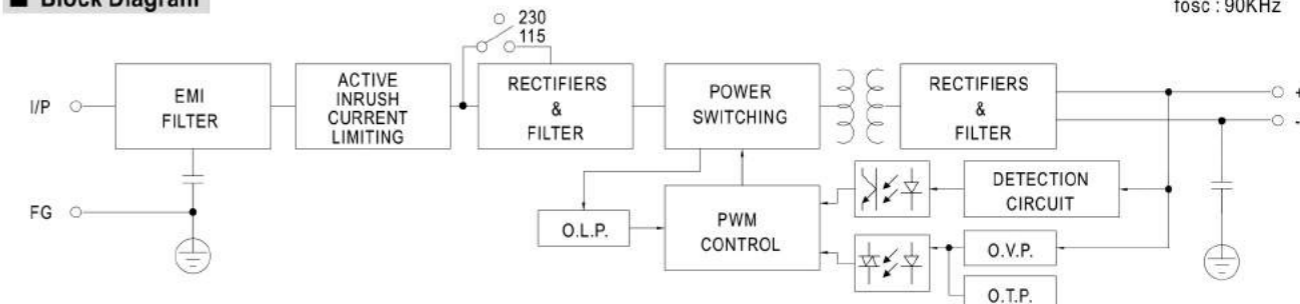 ■ Block Diagram
fosc : 90KHz
230
115
I/P
EMI
FILTER
ACTIVE
INRUSH
CURRENT
LIMITING
RECTIFIERS
&
FILTER
POWER
SWITCHING
RECTIFIERS
&
FILTER
+
-
FG
O.L.P.
PWM
CONTROL
DETECTION
CIRCUIT
O.V.P.
O.T.P.